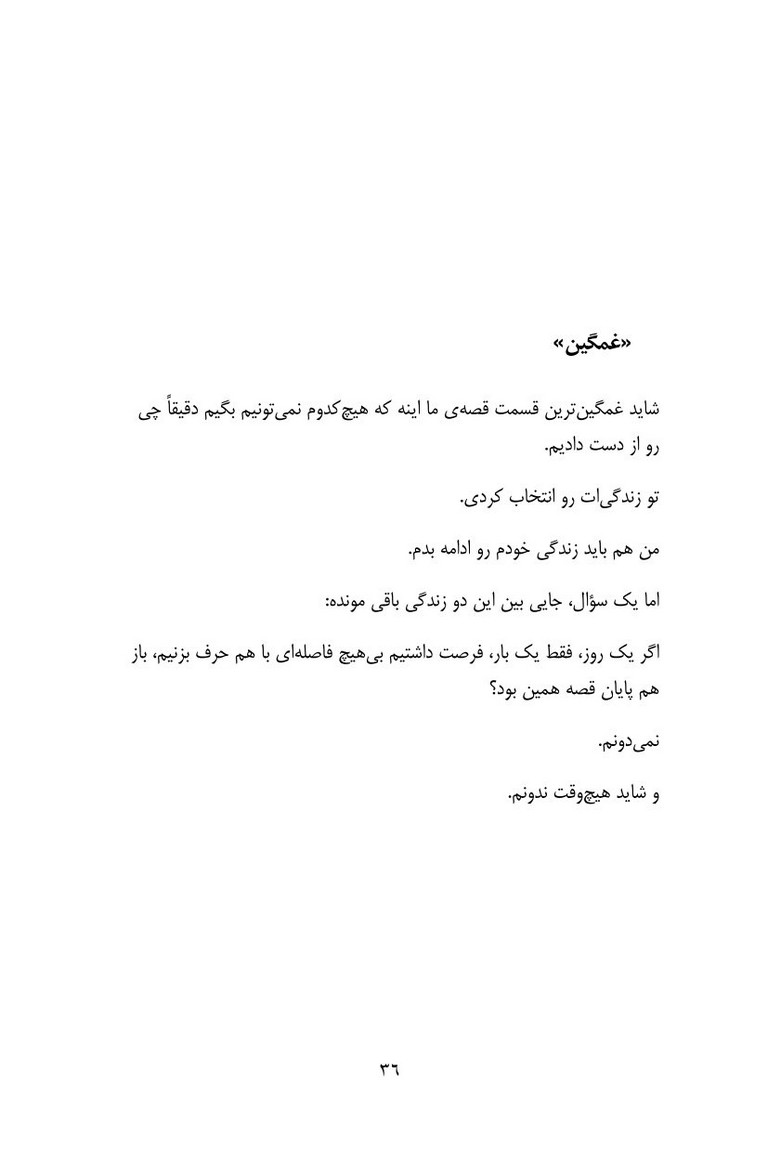 «غمگین»
شاید غمگین‌ترین قسمت قصه‌ی ما اینه که هیچ‌کدوم نمی‌تونیم بگیم دقیقاً چی
رو از دست دادیم.
تو زندگی‌ات رو انتخاب کردی.
من هم باید زندگی خودم رو ادامه بدم.
اما یک سؤال، جایی بین این دو زندگی باقی مونده:
اگر یک روز، فقط یک بار، فرصت داشتیم بی‌هیچ فاصله‌ای با هم حرف بزنیم، باز
هم پایان قصه همین بود؟
نمی‌دونم.
و شاید هیچ‌وقت ندونم.
٣٦